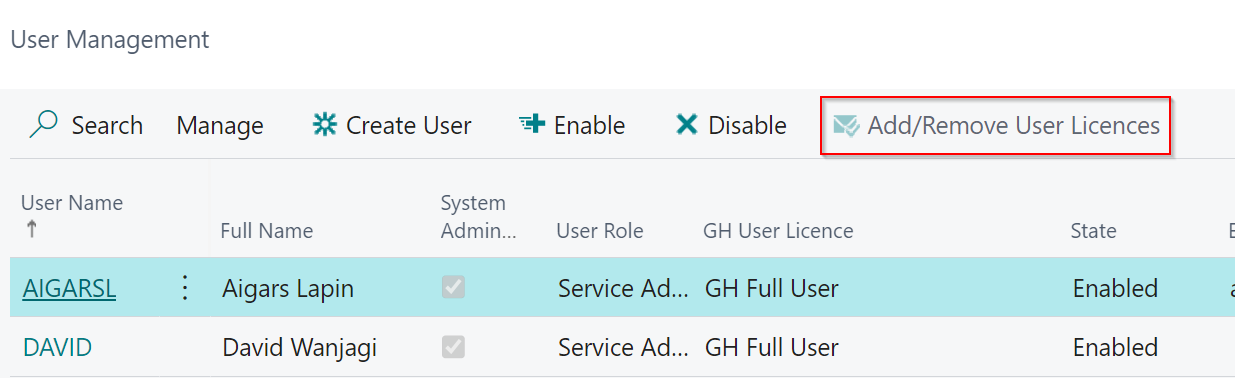 User Management
Search Manage Create User Enable Disable Add/Remove User Licences
User Name ↑ Full Name System Admin... User Role GH User Licence State
AIGARSL Aigars Lapin Service Ad... GH Full User Enabled
DAVID David Wanjagi Service Ad... GH Full User Enabled